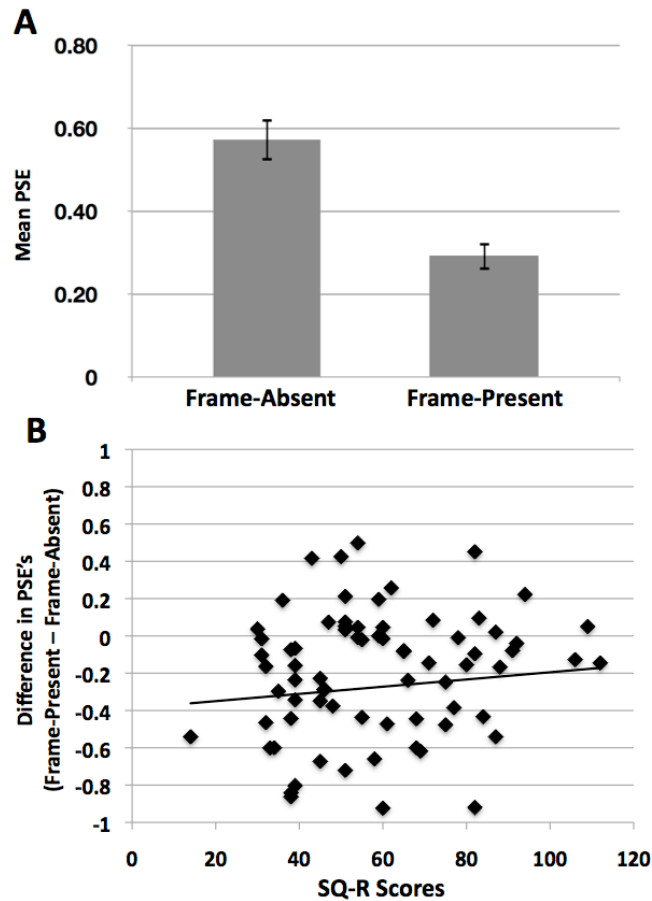 A
0.80
0.60
0.40
0.20
0
Mean PSE
Frame-Absent Frame-Present
B
1
0.8
0.6
0.4
0.2
0
-0.2
-0.4
-0.6
-0.8
-1
Difference in PSE's
(Frame-Present – Frame-Absent)
0 20 40 60 80 100 120
SQ-R Scores